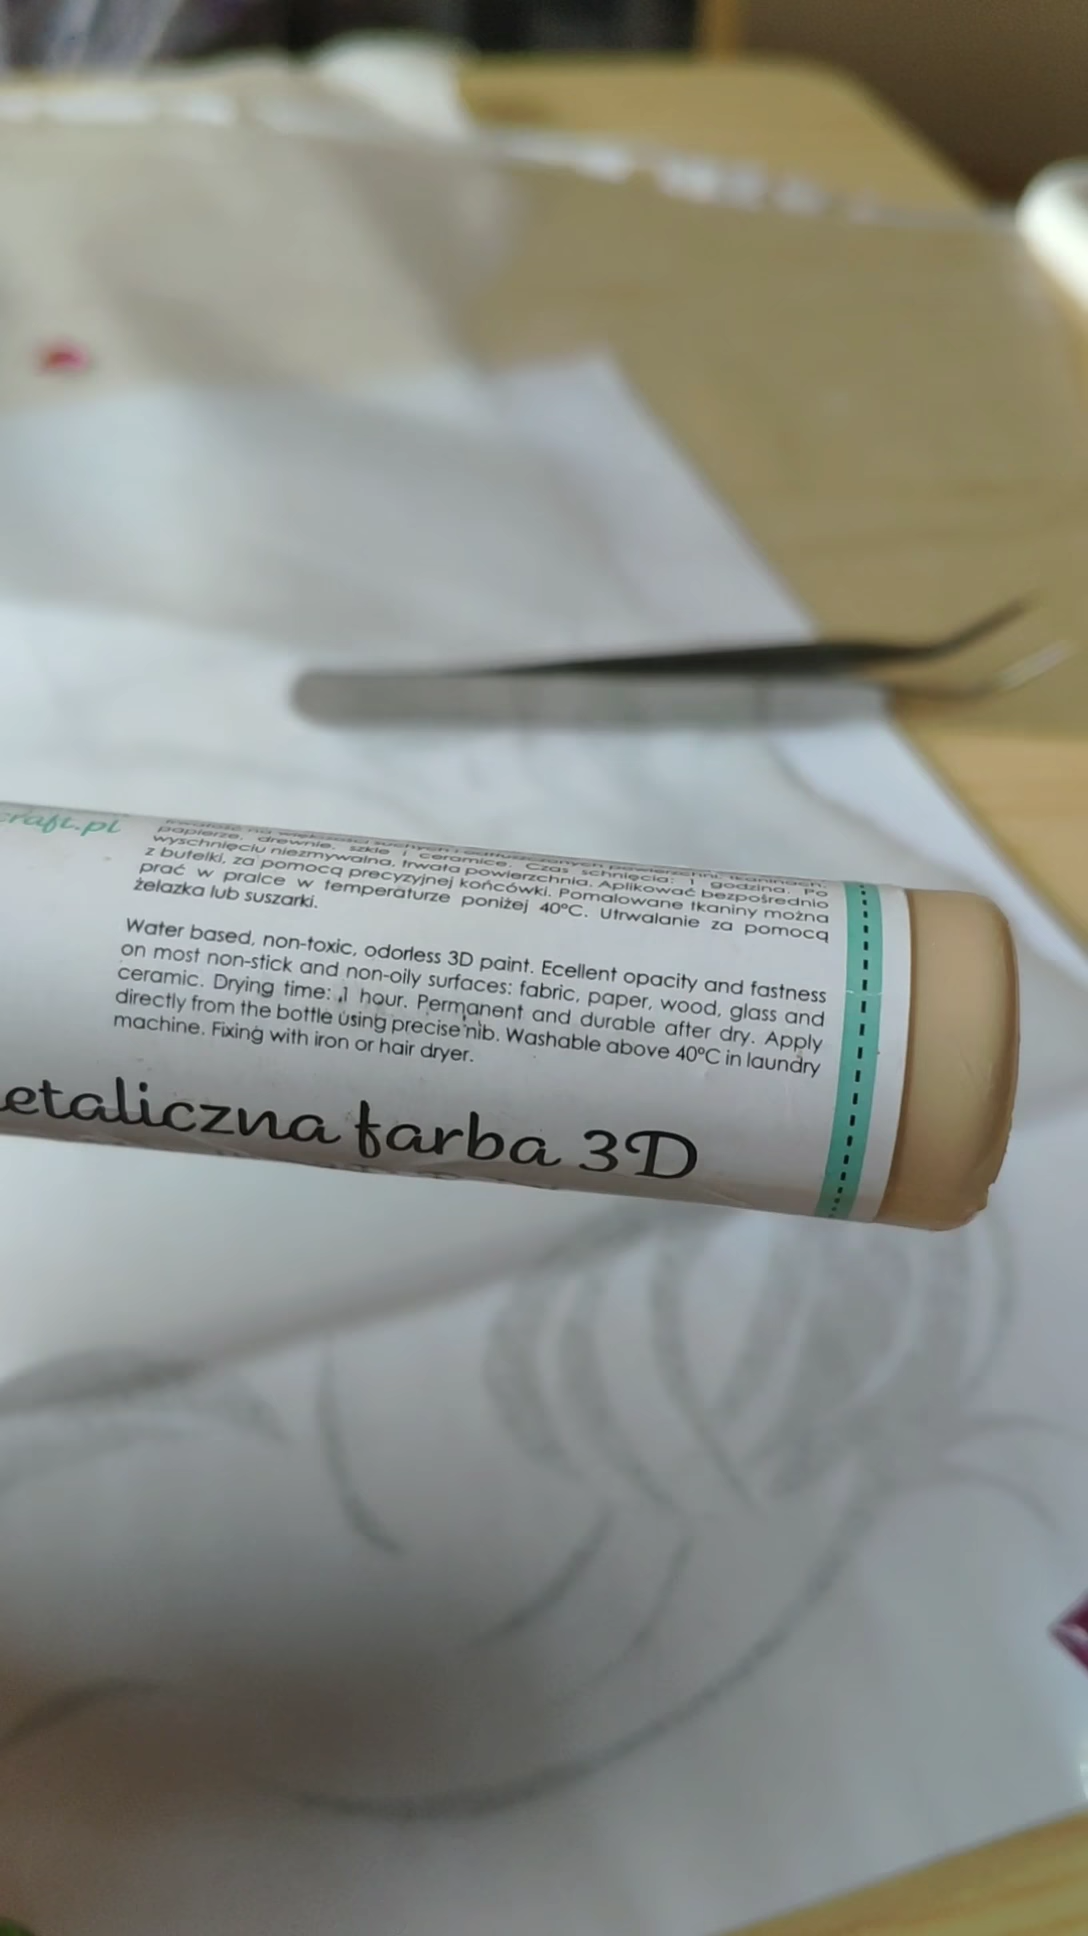 craft.pl
papierze, drewnie, szkle i ceramice. Czas schnięcia: 1 godzina. Po
wyschnięciu niezmywalna, trwała powierzchnia. Aplikować bezpośrednio
z butelki, za pomocą precyzyjnej końcówki. Pomalowane tkaniny można
prać w pralce w temperaturze poniżej 40ºC. Utrwalanie za pomocą
żelazka lub suszarki.
Water based, non-toxic, odorless 3D paint. Ecellent opacity and fastness
on most non-stick and non-oily surfaces: fabric, paper, wood, glass and
ceramic. Drying time: 1 hour. Permanent and durable after dry. Apply
directly from the bottle using precise nib. Washable above 40ºC in laundry
machine. Fixing with iron or hair dryer.
etaliczna farba 3D